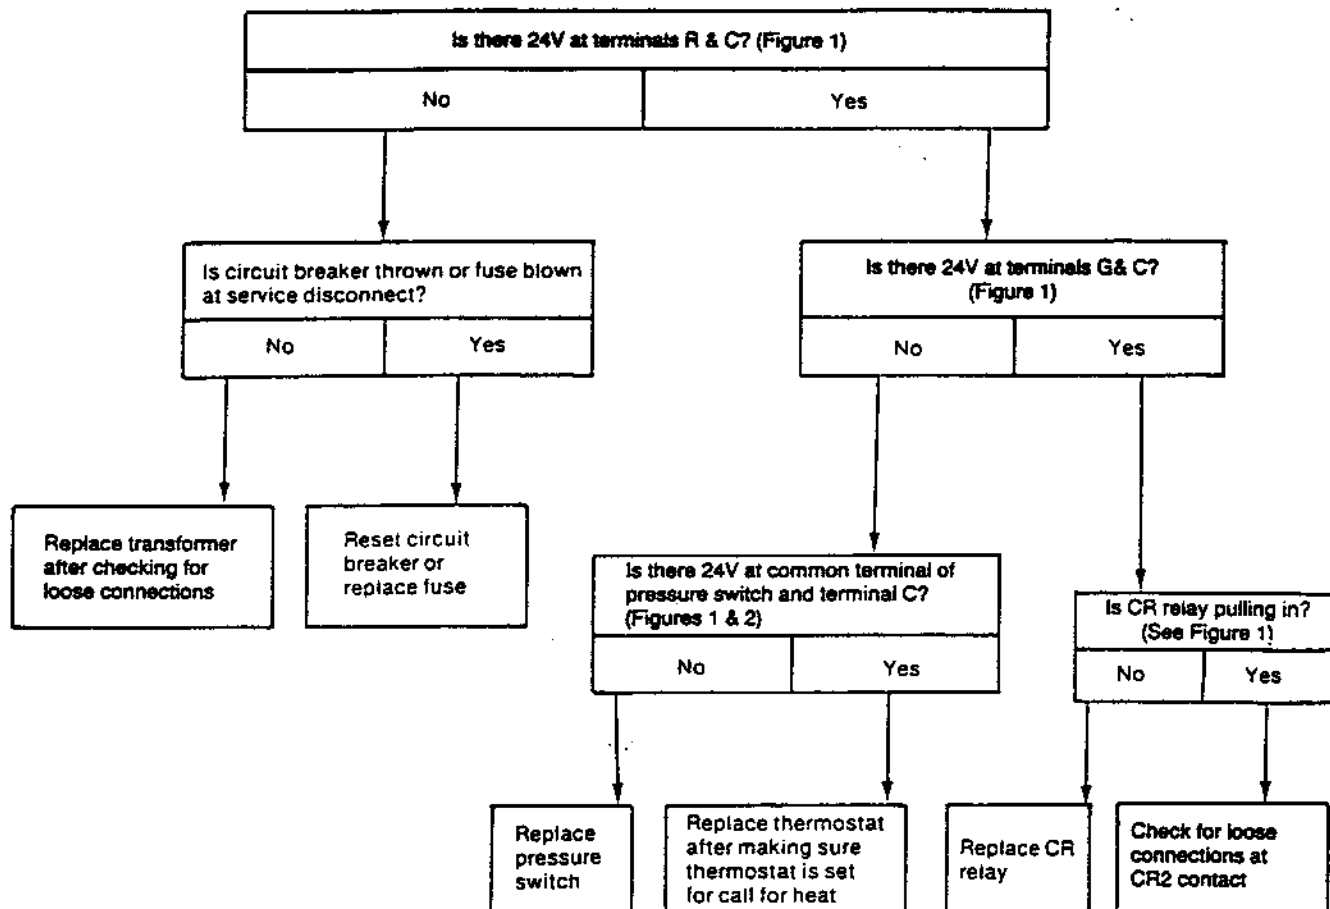 Is there 24V at terminals R & C? (Figure 1)
No
Yes
Is circuit breaker thrown or fuse blown
at service disconnect?
No
Yes
Is there 24V at terminals G& C?
(Figure 1)
No
Yes
Replace transformer
after checking for
loose connections
Reset circuit
breaker or
replace fuse
Is there 24V at common terminal of
pressure switch and terminal C?
(Figures 1 & 2)
No
Yes
Is CR relay pulling in?
(See Figure 1)
No
Yes
Replace
pressure
switch
Replace thermostat
after making sure
thermostat is set
for call for heat
Replace CR
relay
Check for loose
connections at
CR2 contact